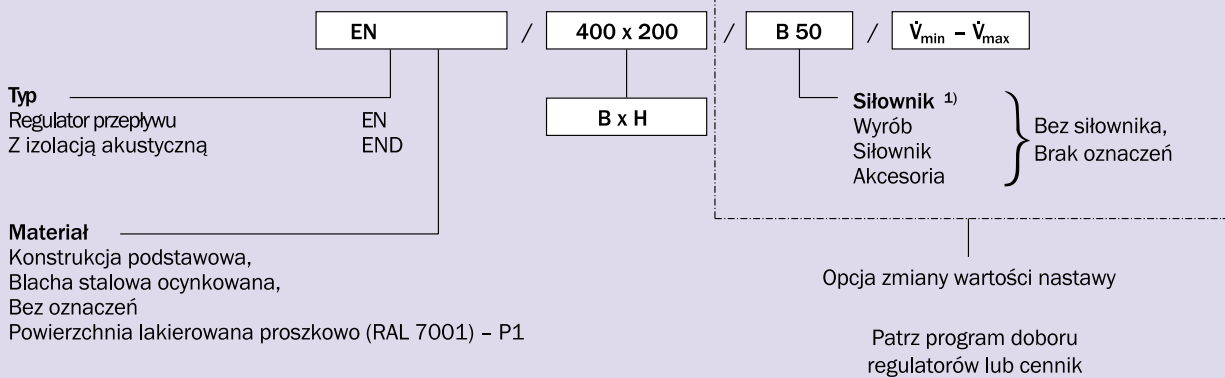 EN / 400 x 200 / B 50 / V̇min – V̇max
B x H
Typ
Regulator przepływu EN
Z izolacją akustyczną END
Siłownik 1)
Wyrób
Siłownik
Akcesoria
Bez siłownika,
Brak oznaczeń
Materiał
Konstrukcja podstawowa,
Blacha stalowa ocynkowana,
Bez oznaczeń
Powierzchnia lakierowana proszkowo (RAL 7001) – P1
Opcja zmiany wartości nastawy
Patrz program doboru
regulatorów lub cennik